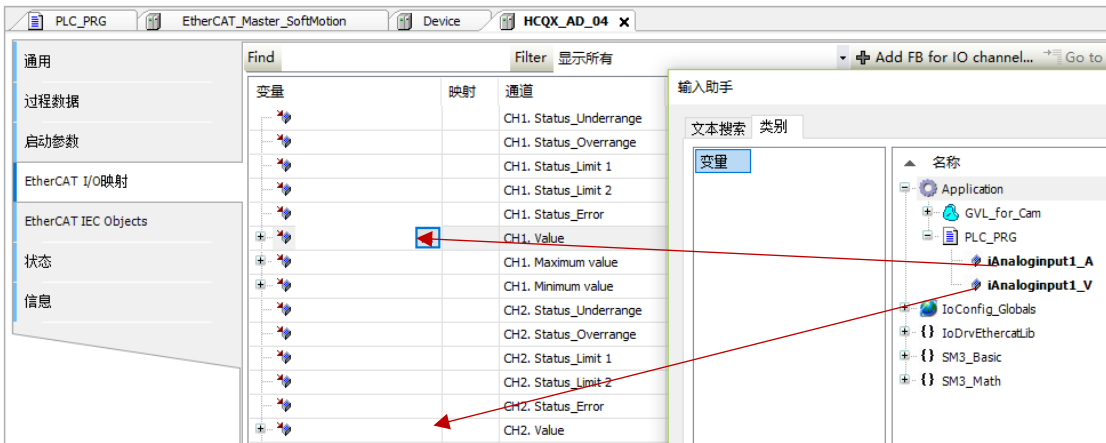 PLC_PRG
EtherCAT_Master_SoftMotion
Device
HCQX_AD_04
通用
过程数据
启动参数
EtherCAT I/O映射
EtherCAT IEC Objects
状态
信息
Find
Filter 显示所有
Add FB for IO channel...
Go to
变量 映射 通道
CH1. Status_Underrange
CH1. Status_Overrange
CH1. Status_Limit 1
CH1. Status_Limit 2
CH1. Status_Error
CH1. Value
CH1. Maximum value
CH1. Minimum value
CH2. Status_Underrange
CH2. Status_Overrange
CH2. Status_Limit 1
CH2. Status_Limit 2
CH2. Status_Error
CH2. Value
输入助手
文本搜索 类别
变量
名称
Application
GVL_for_Cam
PLC_PRG
iAnaloginput1_A
iAnaloginput1_V
IoConfig_Globals
IoDrvEthercatLib
SM3_Basic
SM3_Math